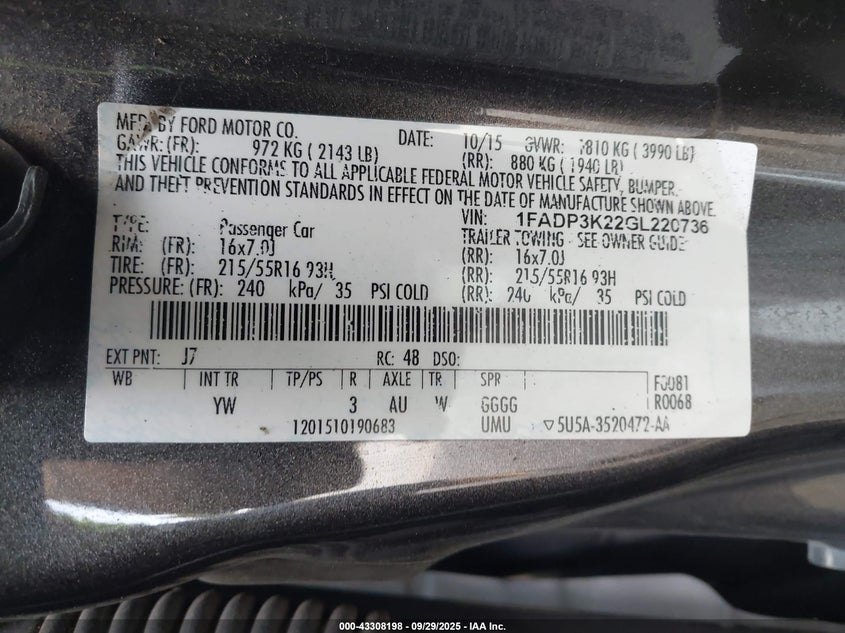 MFD. BY FORD MOTOR CO. DATE: 10/15 GVWR: 1810 KG ( 3990 LB)
GAWR: (FR): 972 KG ( 2143 LB) (RR): 880 KG ( 1940 LB)
THIS VEHICLE CONFORMS TO ALL APPLICABLE FEDERAL MOTOR VEHICLE SAFETY, BUMPER,
AND THEFT PREVENTION STANDARDS IN EFFECT ON THE DATE OF MANUFACTURE SHOWN ABOVE.
VIN: 1FADP3K22GL220736
TYPE: Passenger Car TRAILER TOWING - SEE OWNER GUIDE
RIM: (FR): 16x7.0J (RR): 16x7.0J
TIRE: (FR): 215/55R16 93H (RR): 215/55R16 93H
PRESSURE: (FR): 240 kPa/ 35 PSI COLD (RR): 240 kPa/ 35 PSI COLD
EXT PNT: J7 RC: 48 DSO:
WB INT TR TP/PS R AXLE TR SPR F0081
YW 3 AU W GGGG R0068
1201510190683 UMU ▽5U5A-3520472-AA
000-43308198 - 09/29/2025 - IAA Inc.